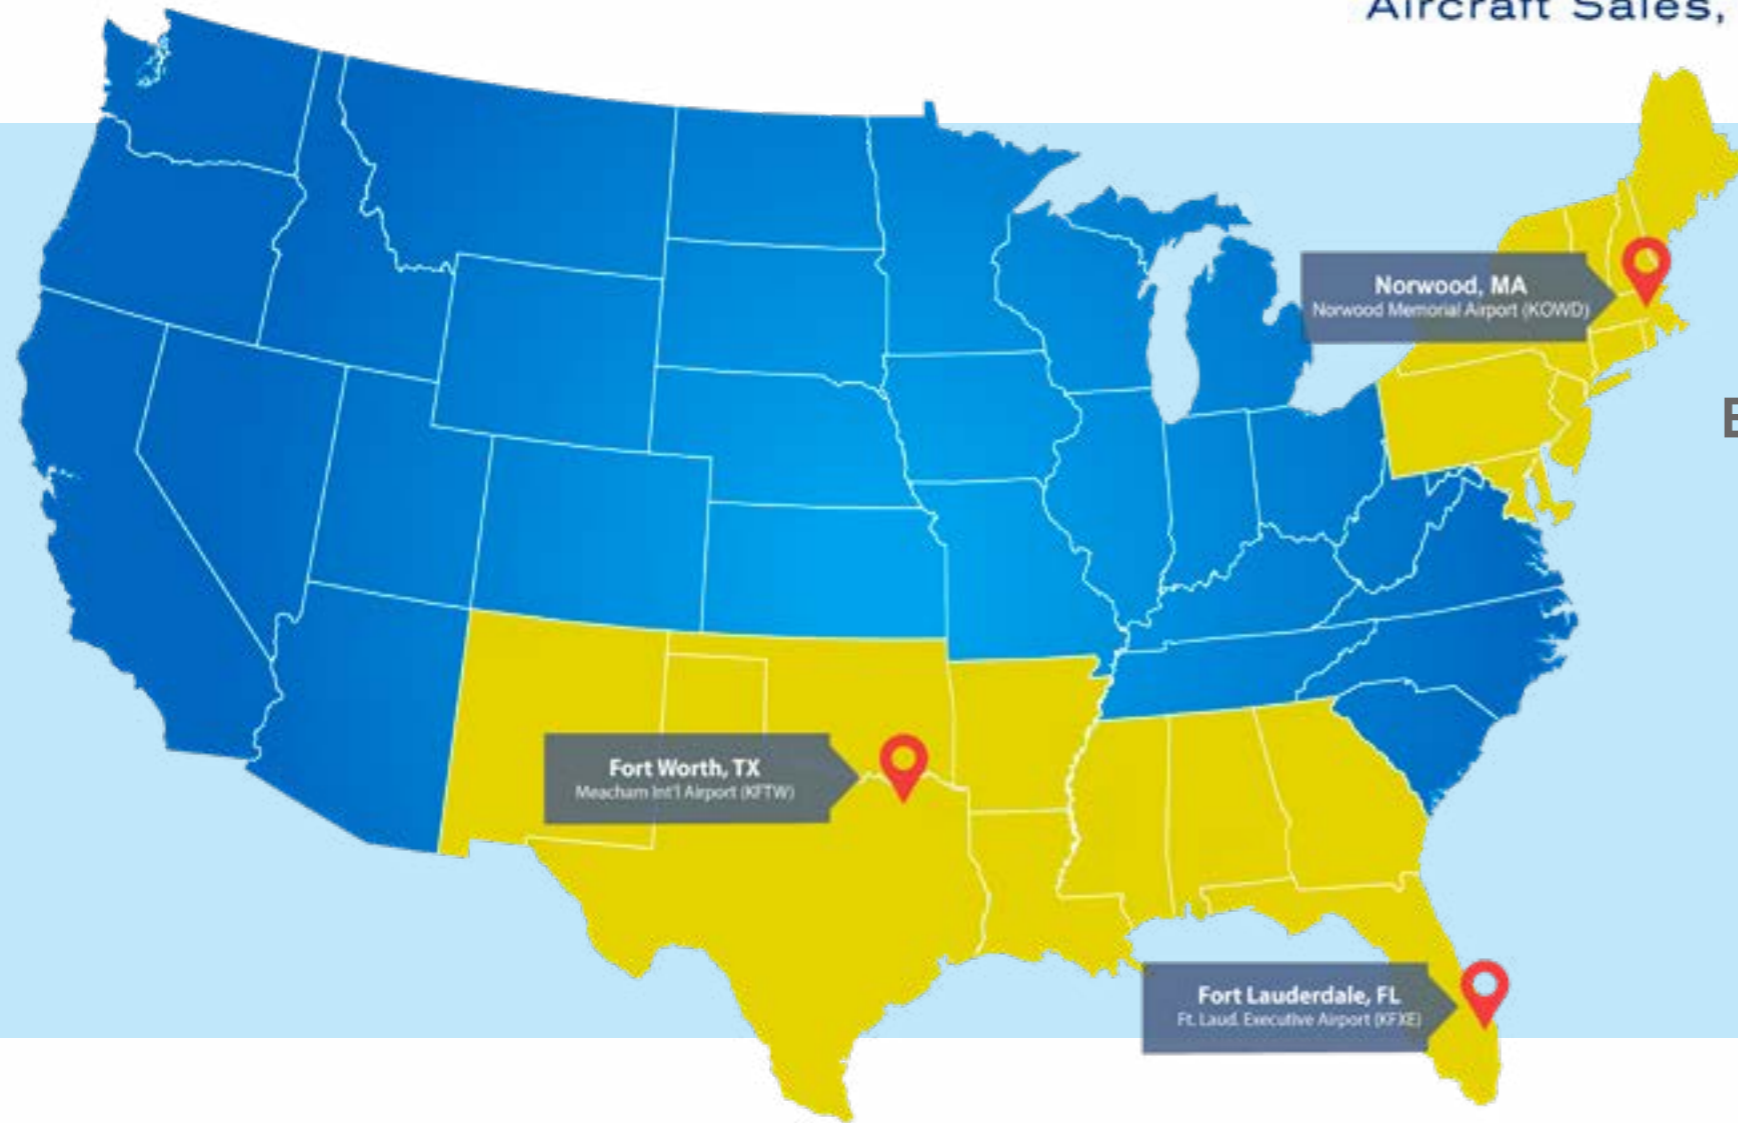 Aircraft Sales,
Norwood, MA
Norwood Memorial Airport (KOWD)
E
Fort Worth, TX
Meacham Int'l Airport (KFTW)
Fort Lauderdale, FL
Ft. Laud. Executive Airport (KFXE)